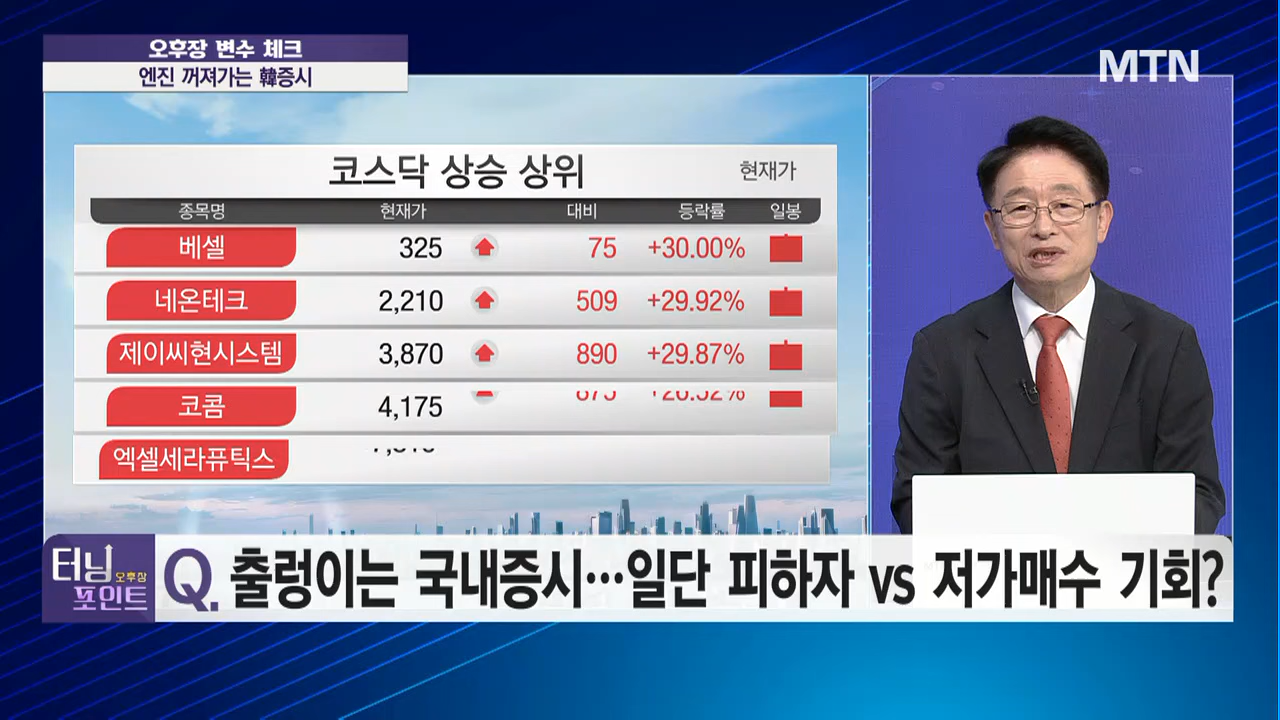 오후장 변수 체크
엔진 꺼져가는 韓증시
MTN
코스닥 상승 상위
현재가
종목명 현재가 대비 등락률 일봉
베셀 325 75 +30.00%
네온테크 2,210 509 +29.92%
제이씨현시스템 3,870 890 +29.87%
코콤 4,175
엑셀세라퓨틱스
터닝 오후장
포인트
Q. 출렁이는 국내증시…일단 피하자 vs 저가매수 기회?